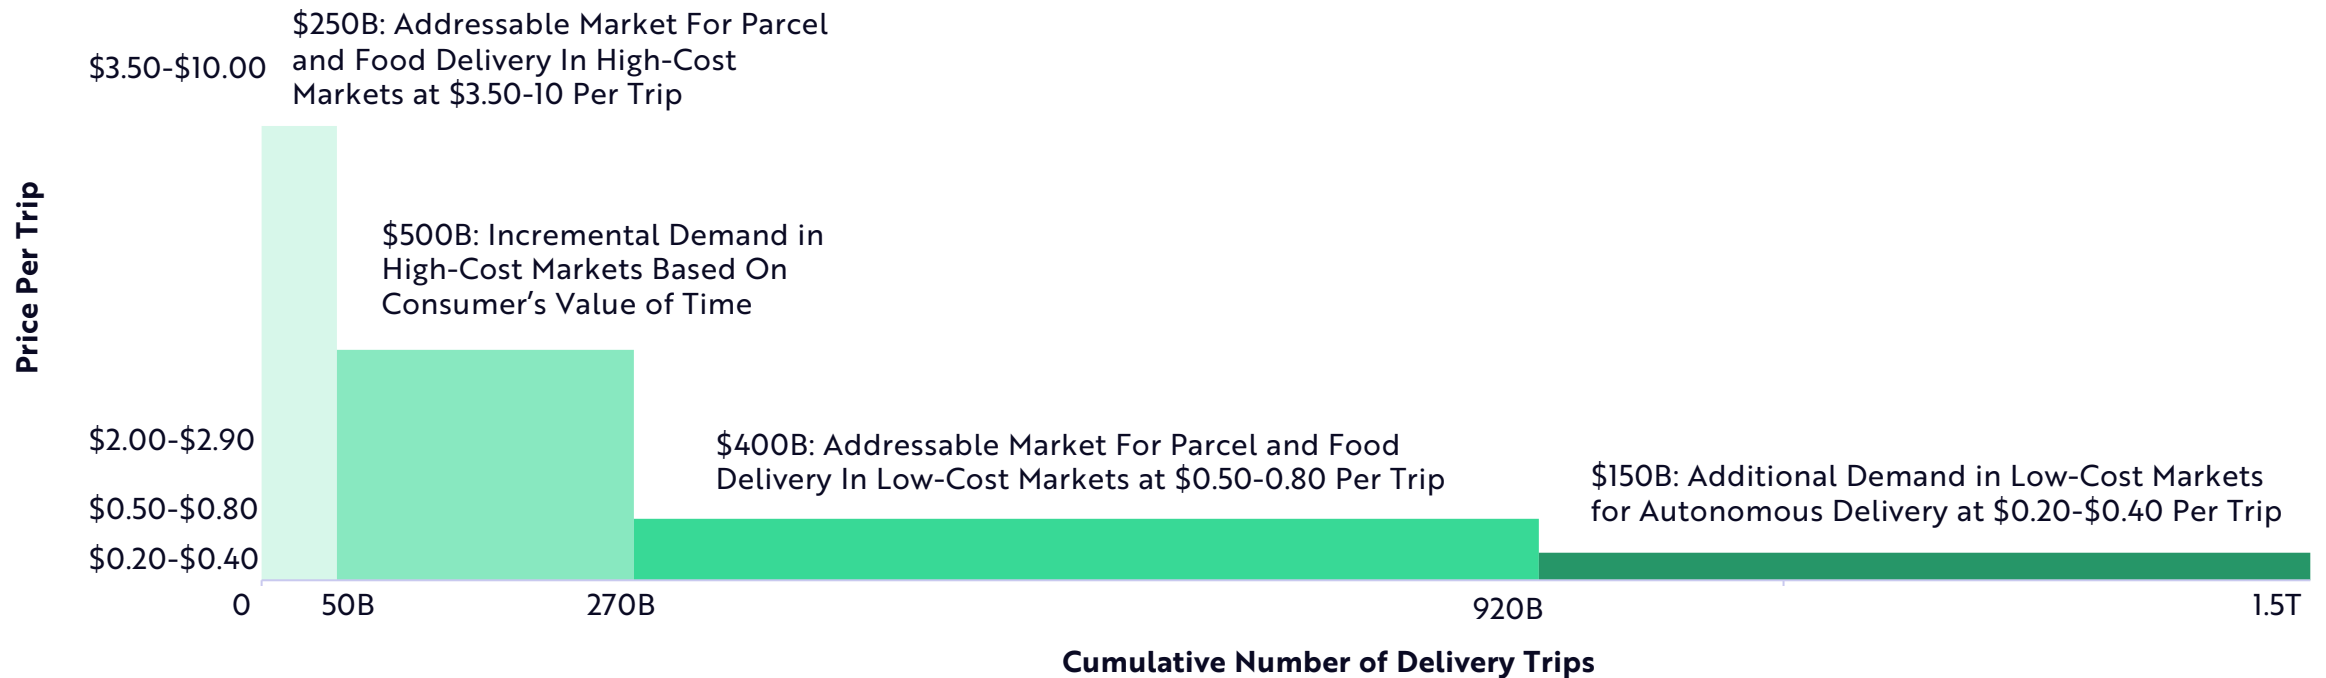 $250B: Addressable Market For Parcel
and Food Delivery In High-Cost
Markets at $3.50-10 Per Trip
$3.50-$10.00
Price Per Trip
$500B: Incremental Demand in
High-Cost Markets Based On
Consumer’s Value of Time
$2.00-$2.90
$400B: Addressable Market For Parcel and Food
Delivery In Low-Cost Markets at $0.50-0.80 Per Trip
$150B: Additional Demand in Low-Cost Markets
for Autonomous Delivery at $0.20-$0.40 Per Trip
$0.50-$0.80
$0.20-$0.40
0
50B
270B
920B
1.5T
Cumulative Number of Delivery Trips